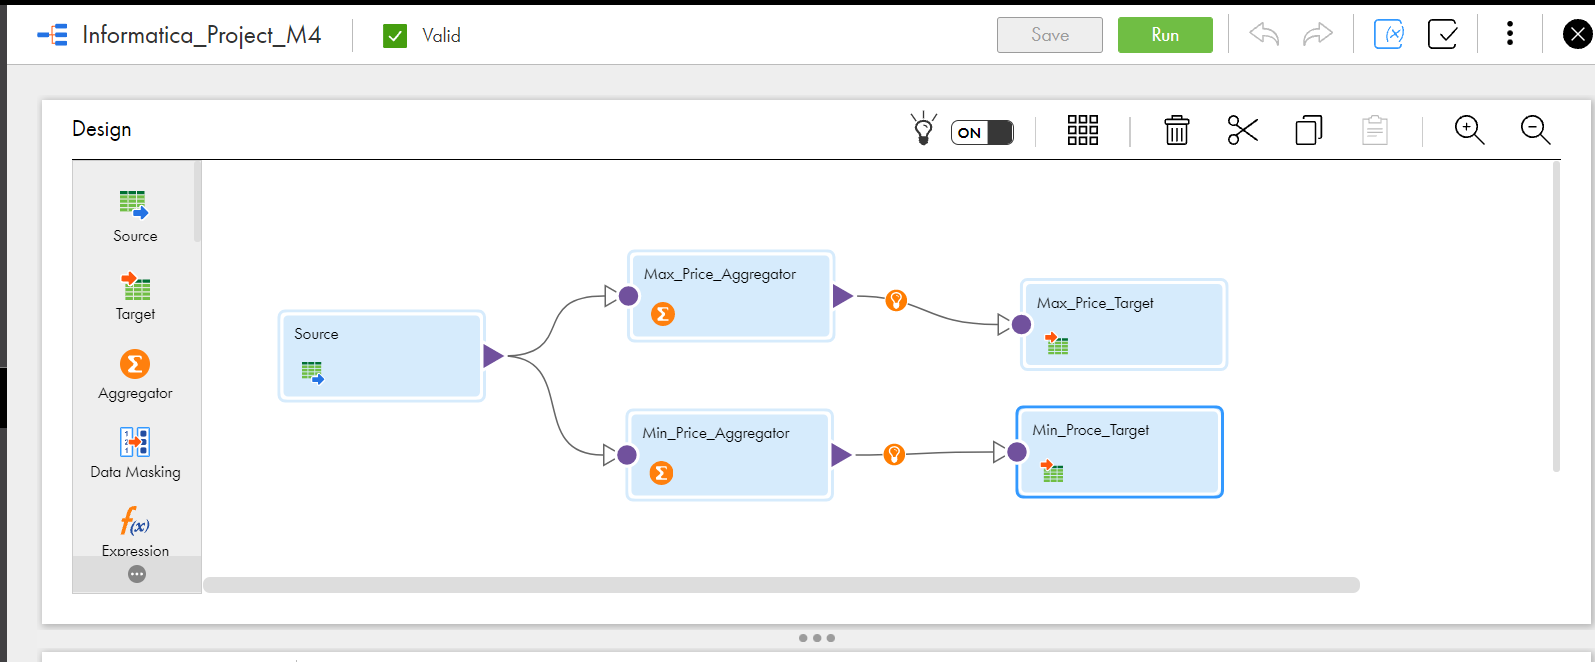 Informatica_Project_M4
Valid
Save
Run
Design
ON
Source
Target
Aggregator
Data Masking
Expression
Source
Max_Price_Aggregator
Max_Price_Target
Min_Price_Aggregator
Min_Proce_Target